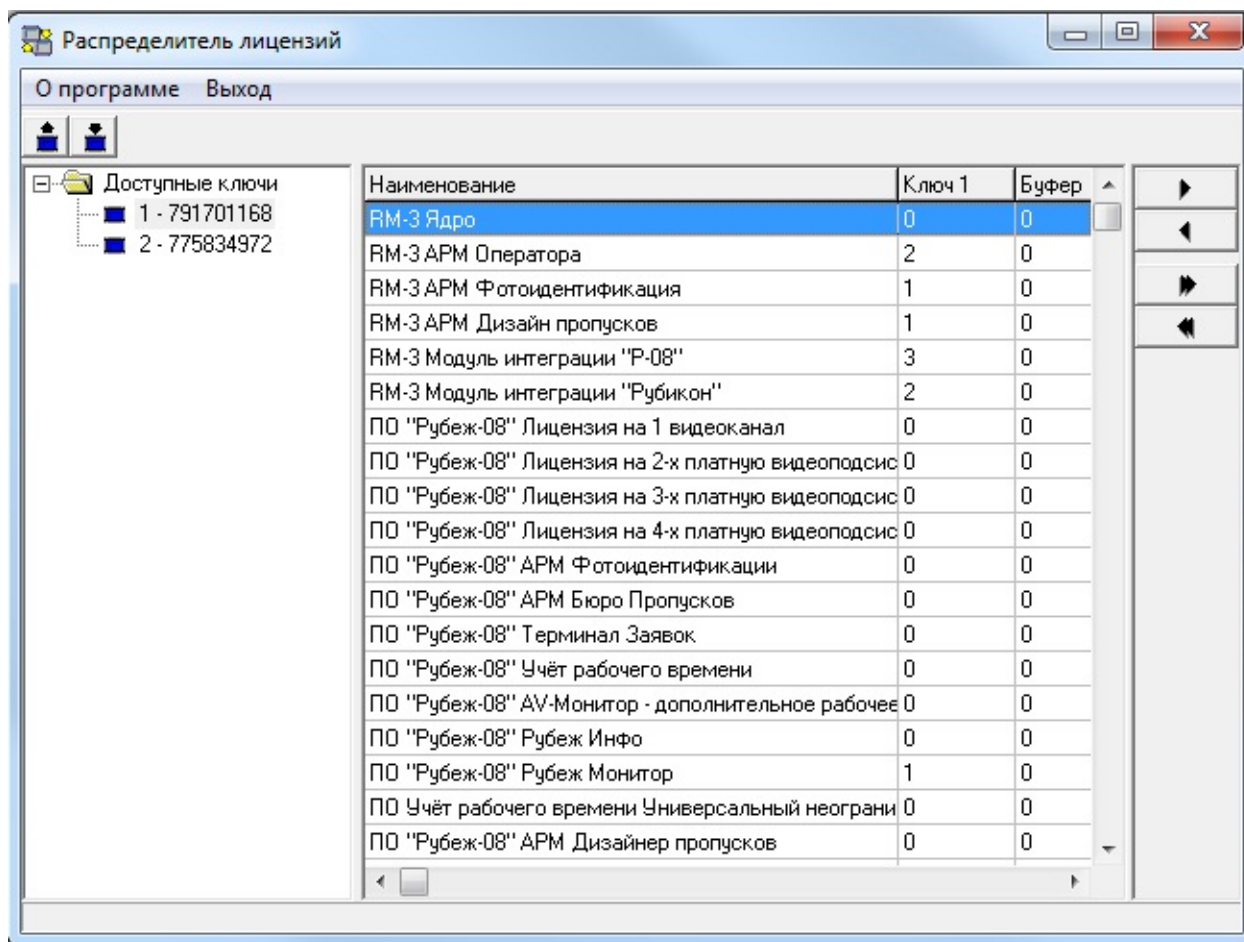 Распределитель лицензий
О программе Выход
Доступные ключи
1 - 791701168
2 - 775834972
Наименование Ключ 1 Буфер
RM-3 Ядро 0 0
RM-3 АРМ Оператора 2 0
RM-3 АРМ Фотоидентификация 1 0
RM-3 АРМ Дизайн пропусков 1 0
RM-3 Модуль интеграции "Р-08" 3 0
RM-3 Модуль интеграции "Рубикон" 2 0
ПО "Рубеж-08" Лицензия на 1 видеоканал 0 0
ПО "Рубеж-08" Лицензия на 2-х платную видеоподсис 0 0
ПО "Рубеж-08" Лицензия на 3-х платную видеоподсис 0 0
ПО "Рубеж-08" Лицензия на 4-х платную видеоподсис 0 0
ПО "Рубеж-08" АРМ Фотоидентификации 0 0
ПО "Рубеж-08" АРМ Бюро Пропусков 0 0
ПО "Рубеж-08" Терминал Заявок 0 0
ПО "Рубеж-08" Учёт рабочего времени 0 0
ПО "Рубеж-08" AV-Монитор - дополнительное рабочее 0 0
ПО "Рубеж-08" Рубеж Инфо 0 0
ПО "Рубеж-08" Рубеж Монитор 1 0
ПО Учёт рабочего времени Универсальный неограни 0 0
ПО "Рубеж-08" АРМ Дизайнер пропусков 0 0